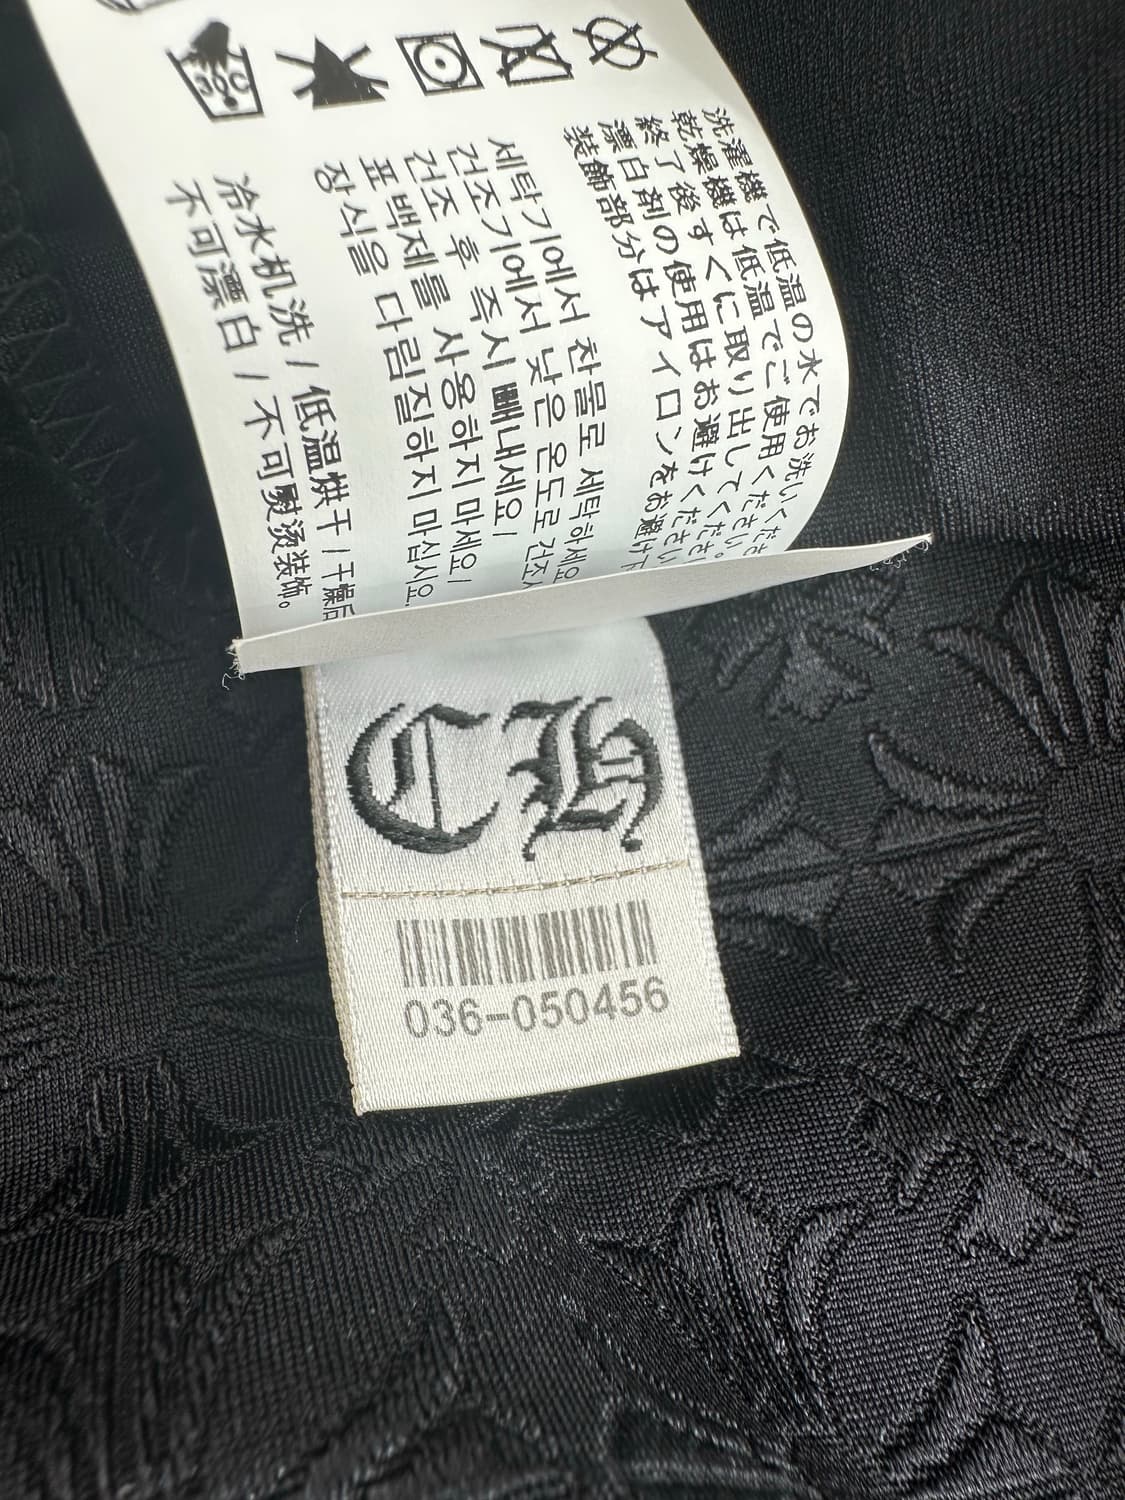 洗濯機で低温の水でお洗いくださ
乾燥機は低温でご使用ください。
終了後すぐに取り出してくださ
漂白剤の使用はお避けください
装飾部分はアイロンをお避け下
세탁기에서 찬물로 세탁하세요
건조기에서 낮은 온도로 건조
건조 후 즉시 빼내세요/
표백제를 사용하지 마세요/
장식을 다림질하지 마십시오.
冷水机洗 / 低温烘干 / 干燥后
不可漂白 / 不可熨烫装饰。
CH
036-050456